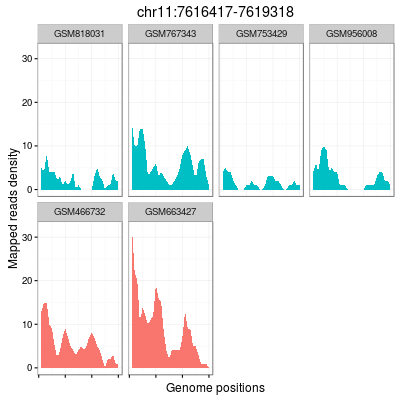 chr11:7616417-7619318
GSM818031 GSM767343 GSM753429 GSM956008
30
20
10
0
GSM466732 GSM663427
30
20
10
0
Mapped reads density
Genome positions